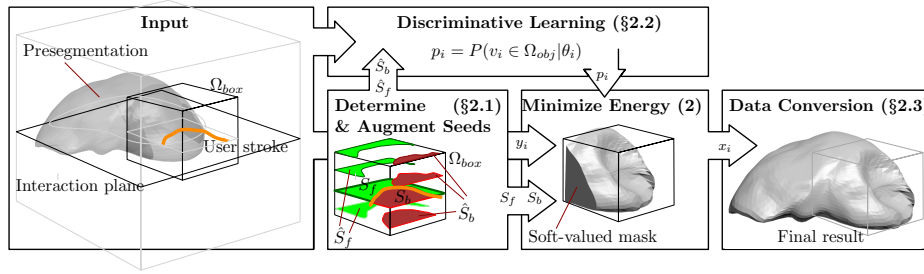 Input
Presegmentation
Ω_box
User stroke
Interaction plane
Discriminative Learning (§2.2)
p_i = P(v_i ∈ Ω_obj|θ_i)
Ŝ_b
Ŝ_f
p_i
Determine (§2.1)
& Augment Seeds
Ω_box
S_f
S_b
Ŝ_b
Ŝ_f
y_i
S_f S_b
Minimize Energy (2)
Soft-valued mask
x_i
Data Conversion (§2.3
Final result